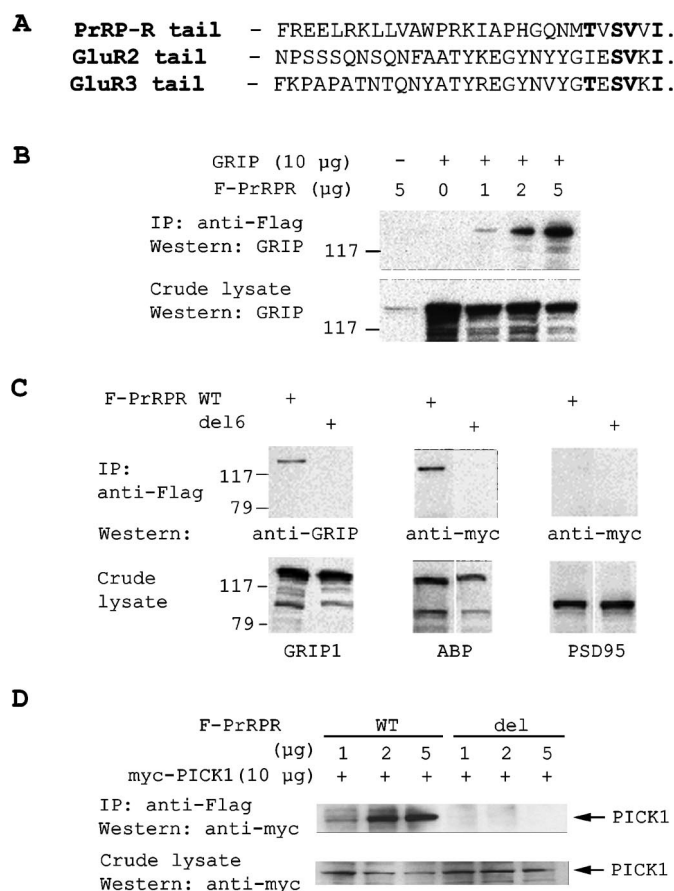 A
PrRP-R tail – FREELRKLLVAWPRKIAPHGQNMTVSVVI.
GluR2 tail – NPSSSQNSQNFAATYKEGYNVYGIESVKI.
GluR3 tail – FKPAPATNTQNYATYREGYNVYGTESVKI.
B
GRIP (10 µg) – + + + +
F-PrRPR (µg) 5 0 1 2 5
IP: anti-Flag
Western: GRIP
117
Crude lysate
Western: GRIP
117
C
F-PrRPR WT + + +
del6 + + +
IP:
anti-Flag
117
79
Western: anti-GRIP anti-myc anti-myc
Crude
lysate
117
79
GRIP1 ABP PSD95
D
F-PrRPR WT del
(µg) 1 2 5 1 2 5
myc-PICK1(10 µg) + + + + + +
IP: anti-Flag
Western: anti-myc
PICK1
Crude lysate
Western: anti-myc
PICK1